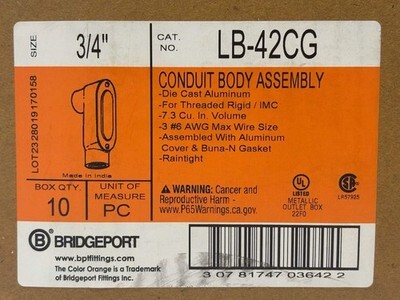 SIZE
3/4"
CAT. NO.
LB-42CG
LOT2328019170158
Made in India
CONDUIT BODY ASSEMBLY
-Die Cast Aluminum
-For Threaded Rigid / IMC
-7.3 Cu. In. Volume
-3 #6 AWG Max Wire Size
-Assembled With Aluminum
Cover & Buna-N Gasket
-Raintight
BOX QTY.
10
UNIT OF
MEASURE
PC
⚠WARNING: Cancer and
Reproductive Harm -
www.P65Warnings.ca.gov.
UL
LISTED
METALLIC
OUTLET BOX
22F0
B BRIDGEPORT
www.bptfittings.com
The Color Orange is a Trademark
of Bridgeport Fittings Inc.
3 07 81747 03642 2